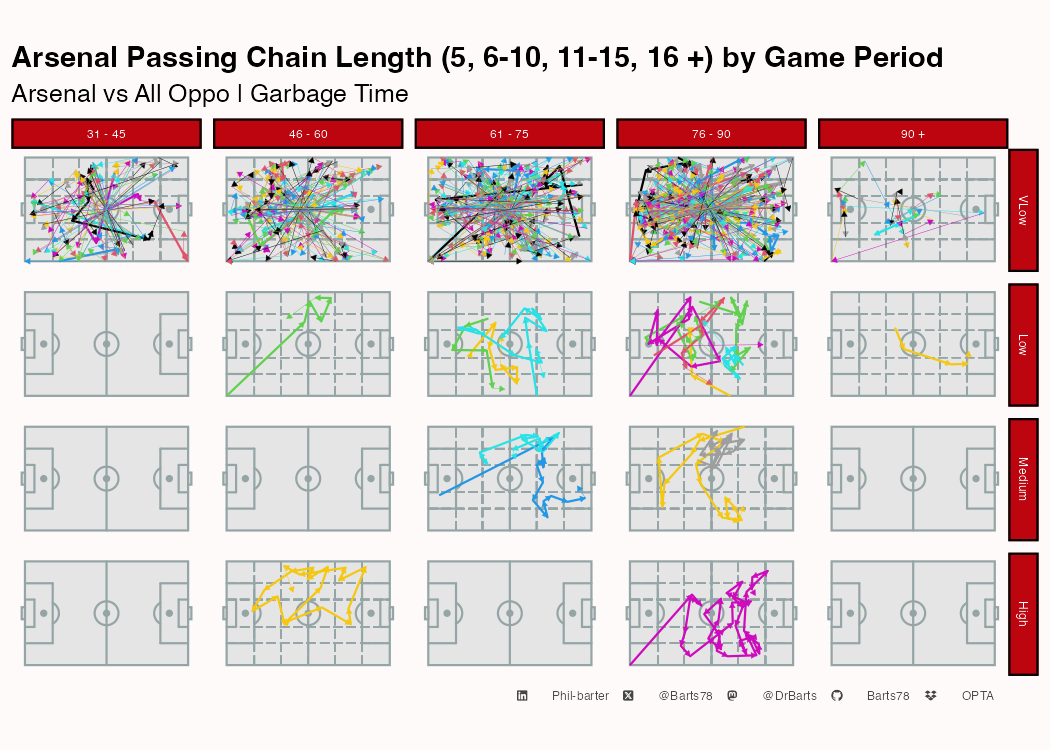 Arsenal Passing Chain Length (5, 6-10, 11-15, 16 +) by Game Period
Arsenal vs All Oppo | Garbage Time
31 - 45 46 - 60 61 - 75 76 - 90 90 +
VLow
Low
Medium
High
Phil-barter @Barts78 @DrBarts Barts78 OPTA